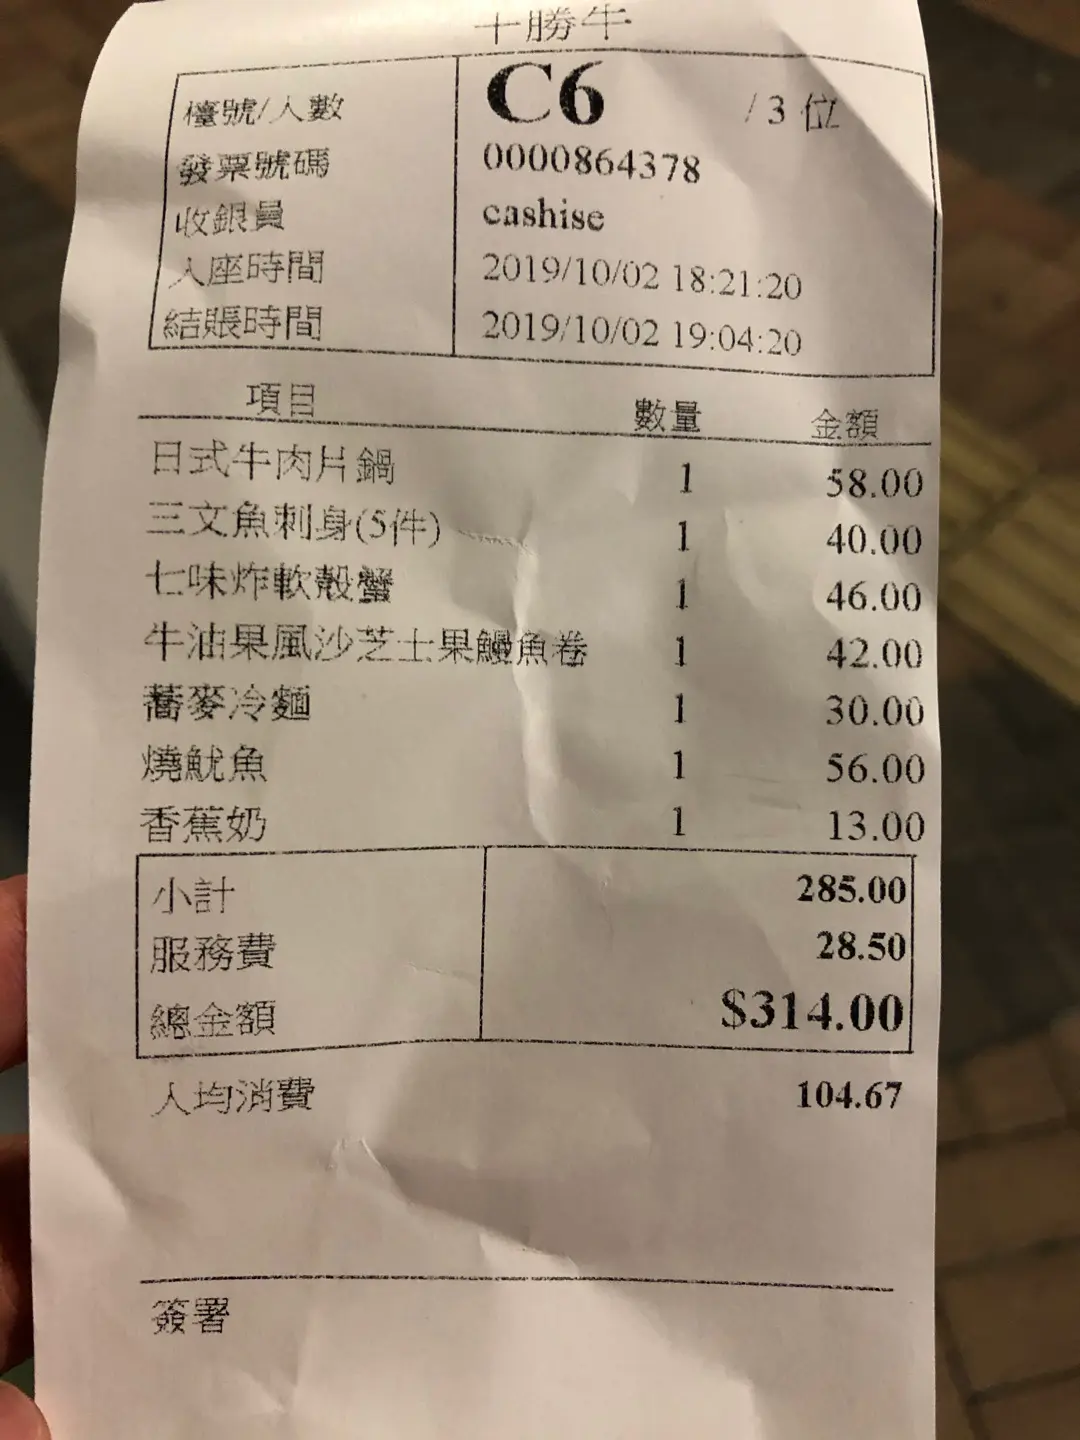 十勝牛
檯號/人數 C6 /3 位
發票號碼 0000864378
收銀員 cashise
入座時間 2019/10/02 18:21:20
結賬時間 2019/10/02 19:04:20
項目 數量 金額
日式牛肉片鍋 1 58.00
三文魚刺身(5件) 1 40.00
七味炸軟殼蟹 1 46.00
牛油果風沙芝士果鰻魚卷 1 42.00
蕎麥冷麵 1 30.00
燒魷魚 1 56.00
香蕉奶 1 13.00
小計 285.00
服務費 28.50
總金額 $314.00
人均消費 104.67
簽署